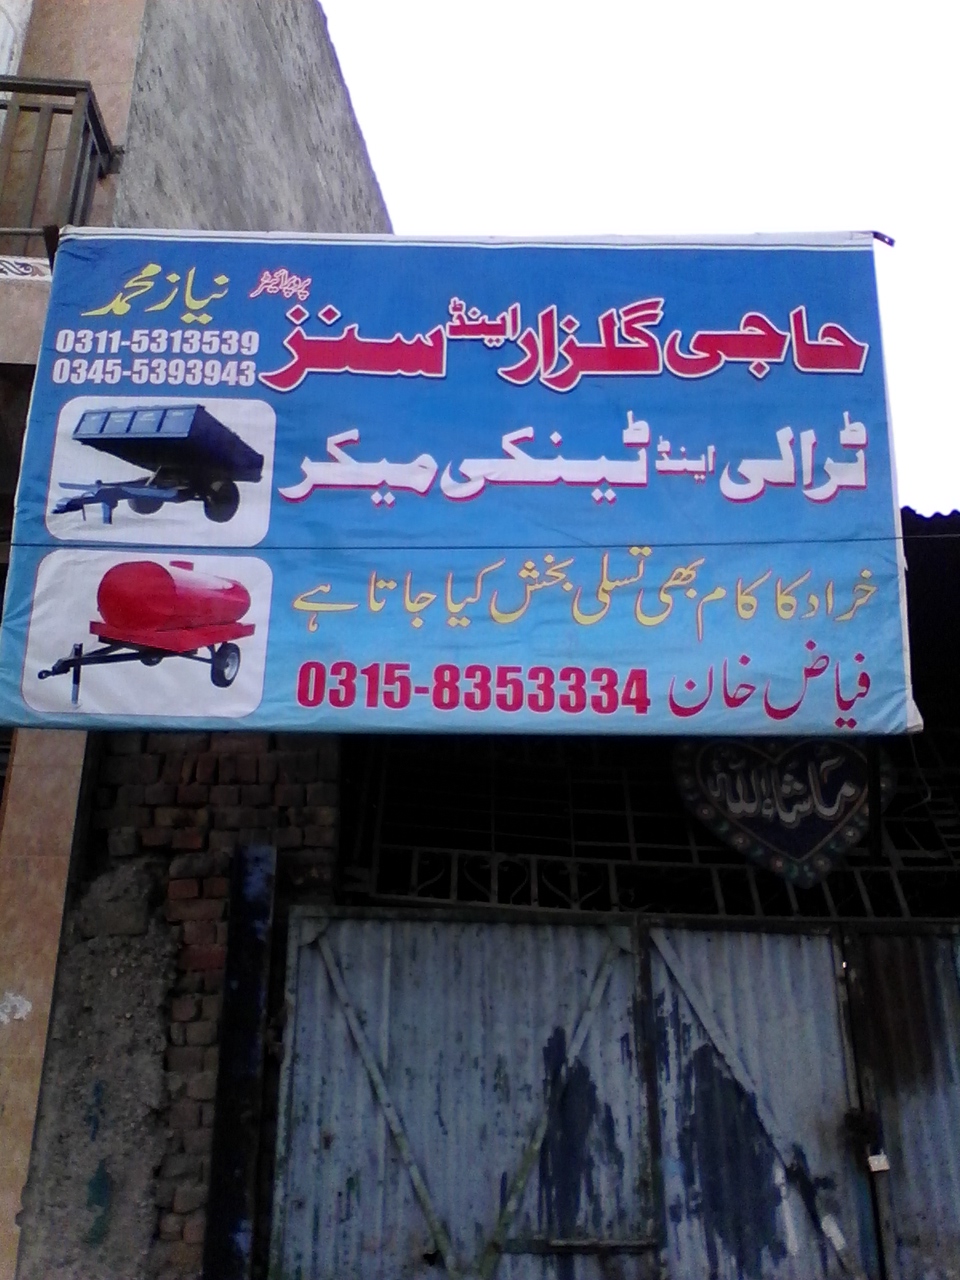 پروپرائیٹر نیاز محمد
0311-5313539
0345-5393943
حاجی گلزار اینڈ سنز
ٹرالی اینڈ ٹینکی میکر
خراد کا کام بھی تسلی بخش کیا جاتا ہے
فیاض خان 0315-8353334
ماشاءاللہ